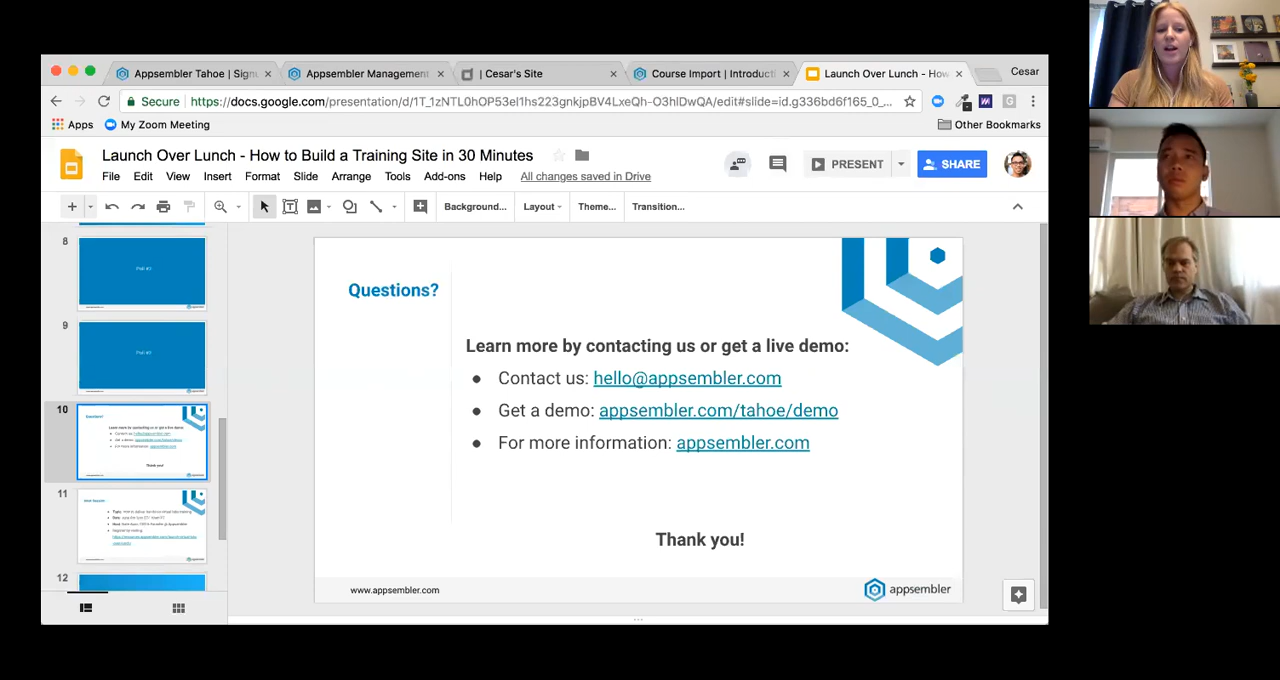 Appsembler Tahoe | Sign
Appsembler Management
| Cesar's Site
Course Import | Introducti
Launch Over Lunch - How
Cesar
Secure
https://docs.google.com/presentation/d/1T_1zNTL0hOP53el1hs223gnkjpBV4LxeQh-O3hlDwQA/edit#slide=id.g336bd6f165_0_...
Apps
My Zoom Meeting
Other Bookmarks
Launch Over Lunch - How to Build a Training Site in 30 Minutes
PRESENT
SHARE
File Edit View Insert Format Slide Arrange Tools Add-ons Help All changes saved in Drive
Background... Layout Theme... Transition...
8
9
10
11
12
Questions?
Learn more by contacting us or get a live demo:
● Contact us: hello@appsembler.com
● Get a demo: appsembler.com/tahoe/demo
● For more information: appsembler.com
Thank you!
www.appsembler.com
appsembler